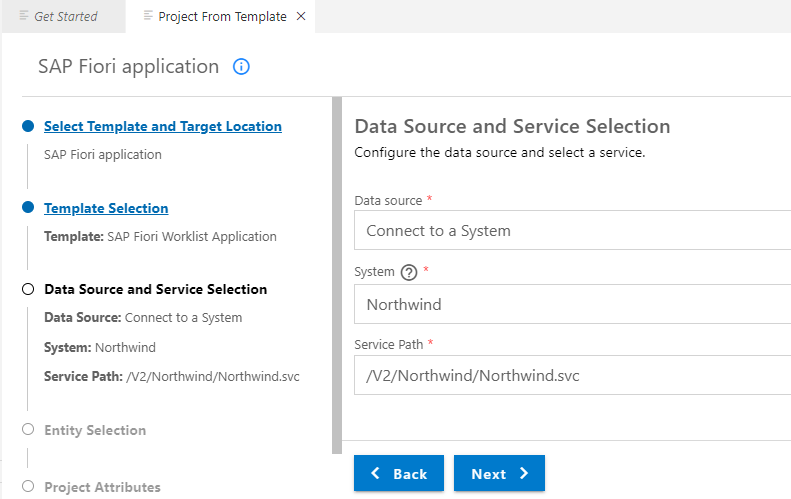 Get Started
Project From Template
SAP Fiori application
Select Template and Target Location
SAP Fiori application
Template Selection
Template: SAP Fiori Worklist Application
Data Source and Service Selection
Data Source: Connect to a System
System: Northwind
Service Path: /V2/Northwind/Northwind.svc
Entity Selection
Project Attributes
Data Source and Service Selection
Configure the data source and select a service.
Data source *
Connect to a System
System ? *
Northwind
Service Path *
/V2/Northwind/Northwind.svc
Back
Next